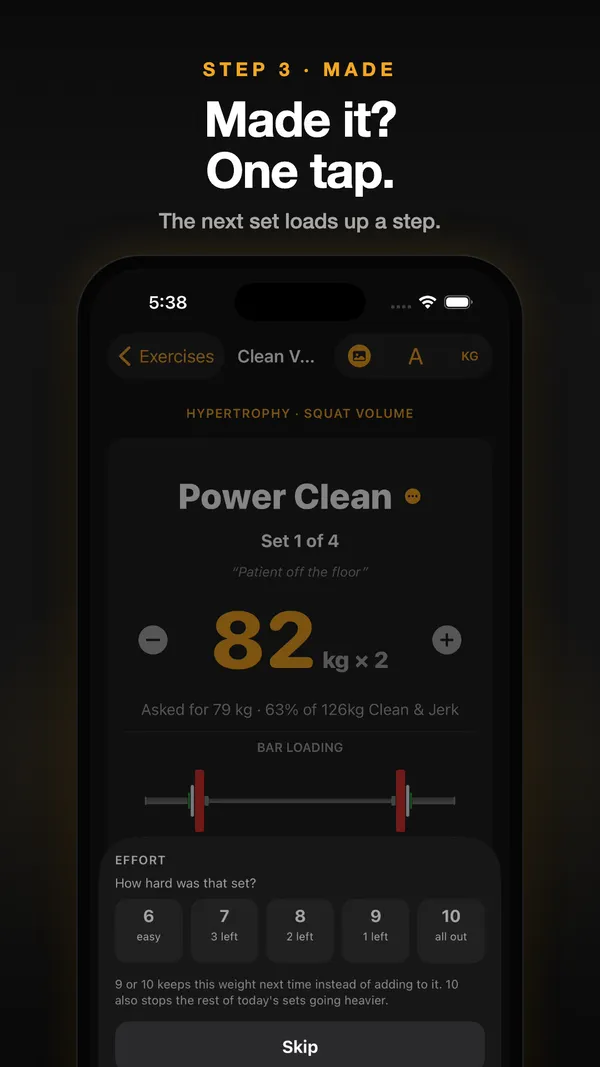 STEP 3 · MADE
Made it?
One tap.
The next set loads up a step.
5:38
Exercises
Clean V...
A
KG
HYPERTROPHY · SQUAT VOLUME
Power Clean
Set 1 of 4
“Patient off the floor”
82 kg × 2
Asked for 79 kg · 63% of 126kg Clean & Jerk
BAR LOADING
EFFORT
How hard was that set?
6 7 8 9 10
easy 3 left 2 left 1 left all out
9 or 10 keeps this weight next time instead of adding to it. 10
also stops the rest of today's sets going heavier.
Skip